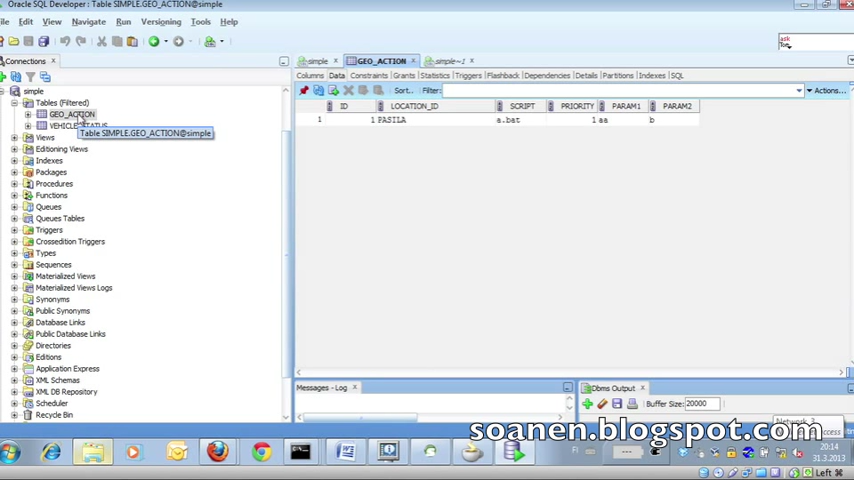 Oracle SQL Developer : Table SIMPLE.GEO_ACTION@simple
File Edit View Navigate Run Versioning Tools Help
Connections
simple GEO_ACTION simple~1
Columns Data Constraints Grants Statistics Triggers Flashback Dependencies Details Partitions Indexes SQL
Sort.. Filter: Actions...
ID LOCATION_ID SCRIPT PRIORITY PARAM1 PARAM2
1 1 PASILA a.bat 1 aa b
simple
Tables (Filtered)
GEO_ACTION
VEHICLE_STATUS
Table SIMPLE.GEO_ACTION@simple
Views
Editioning Views
Indexes
Packages
Procedures
Functions
Queues
Queues Tables
Triggers
Crossedition Triggers
Types
Sequences
Materialized Views
Materialized Views Logs
Synonyms
Public Synonyms
Database Links
Public Database Links
Directories
Editions
Application Express
XML Schemas
XML DB Repository
Scheduler
Recycle Bin
Messages - Log
Dbms Output
Buffer Size: 20000
soanen.blogspot.com
FI
20:14
31.3.2013
Left